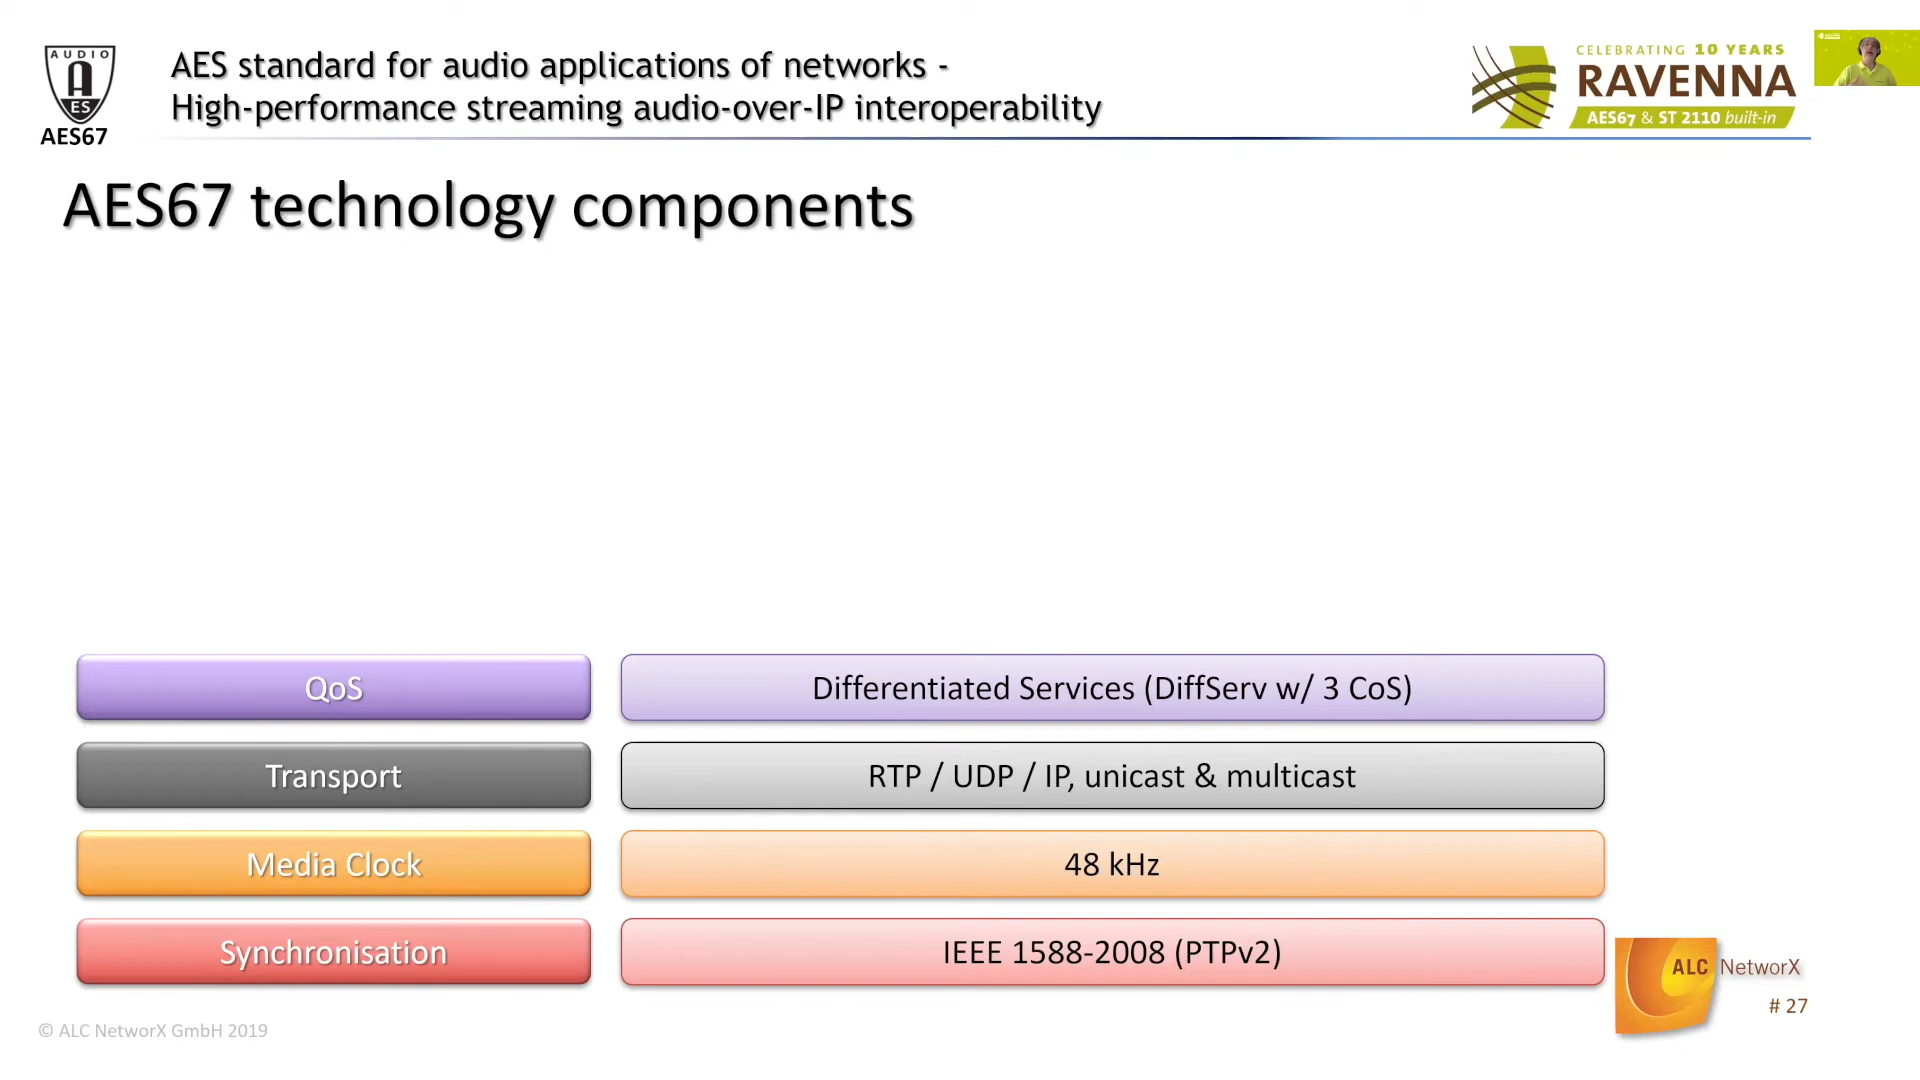 AUDIO
A
ES
AES67
AES standard for audio applications of networks -
High-performance streaming audio-over-IP interoperability
CELEBRATING 10 YEARS
RAVENNA
AES67 & ST 2110 built-in
AES67 technology components
QoS
Differentiated Services (DiffServ w/ 3 CoS)
Transport
RTP / UDP / IP, unicast & multicast
Media Clock
48 kHz
Synchronisation
IEEE 1588-2008 (PTPv2)
ALC NetworX
# 27
© ALC NetworX GmbH 2019